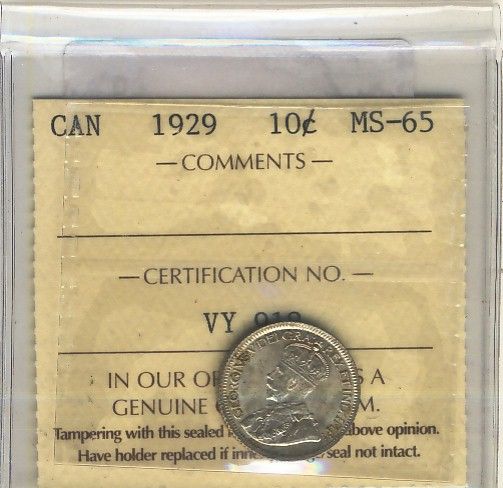 CAN 1929 10¢ MS-65
— COMMENTS —
— CERTIFICATION NO. —
VY
IN OUR A
GENUINE
Tampering with this sealed above opinion.
Have holder replaced if seal not intact.